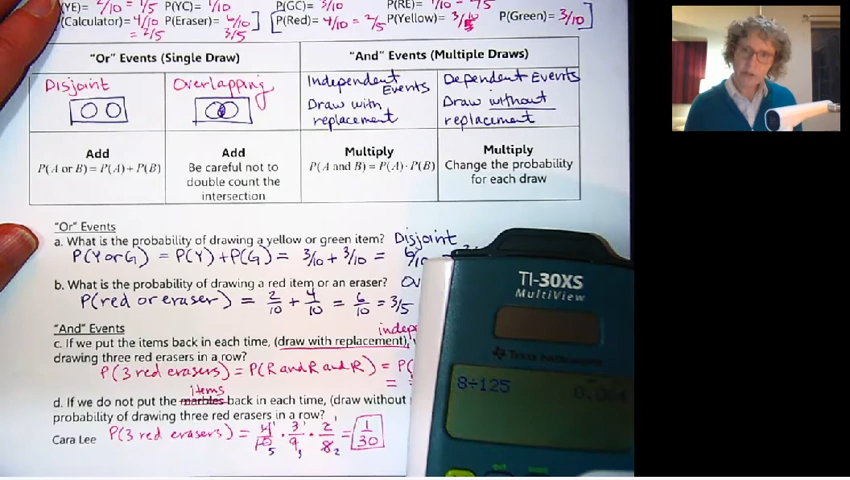 (YE)= 2/10 = 1/5 P(YC)= 1/10 P(GC)= 3/10 P(RE)=
(Calculator)= 4/10 P(Eraser)= 6/10 [P(Red)= 4/10 = 2/5 P(Yellow)= 3/10 P(Green)= 3/10]
= 2/5 3/5
"Or" Events (Single Draw) "And" Events (Multiple Draws)
Disjoint Overlapping Independent Events Dependent Events
Draw with replacement Draw without replacement
Add Add Multiply Multiply
P(A or B) = P(A) + P(B) Be careful not to double count the intersection P(A and B) = P(A) · P(B) Change the probability for each draw
"Or" Events
a. What is the probability of drawing a yellow or green item? Disjoint
P(Y or G) = P(Y) + P(G) = 3/10 + 3/10 = 6/10
b. What is the probability of drawing a red item or an eraser?
P(red or eraser) = 2/10 + 4/10 = 6/10 = 3/5
"And" Events
c. If we put the items back in each time, (draw with replacement),
drawing three red erasers in a row?
P(3 red erasers) = P(R and R and R) = P(
items
d. If we do not put the marbles back in each time, (draw without
probability of drawing three red erasers in a row?
Cara Lee P(3 red erasers) = 4/10 · 3/9 · 2/8 = 1/30
TI-30XS
MultiView
Texas Instruments
8÷125 0.064